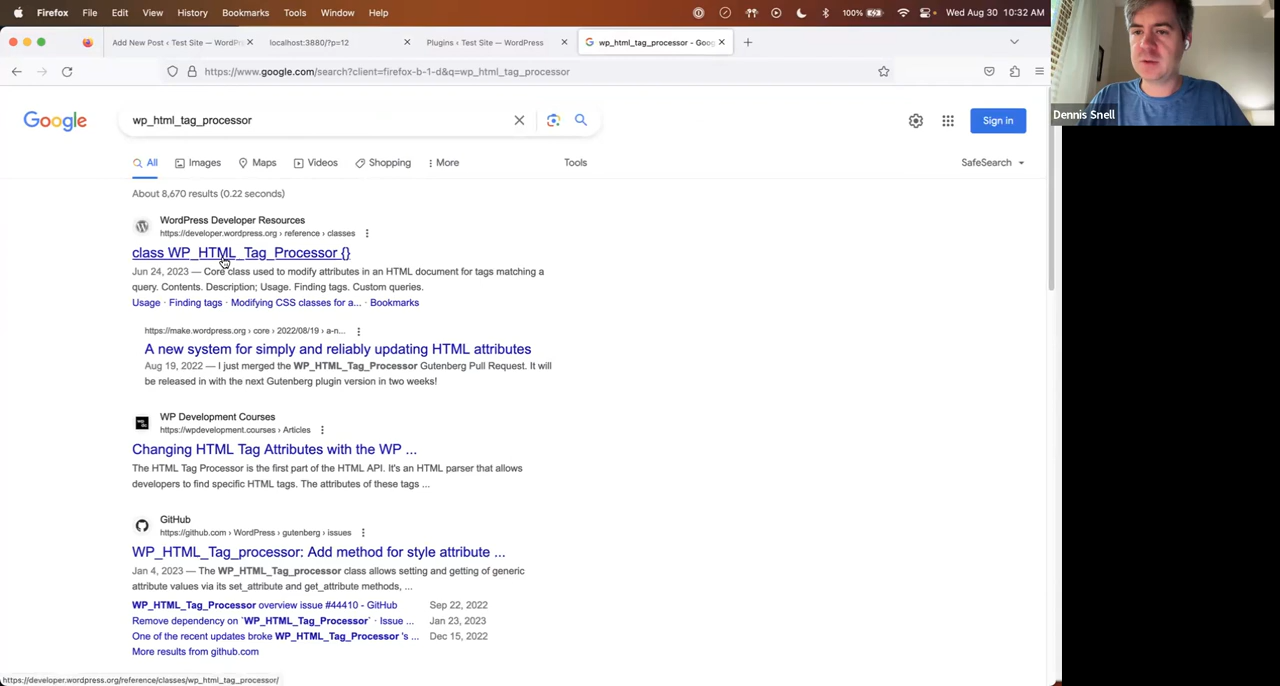 Firefox File Edit View History Bookmarks Tools Window Help 100% Wed Aug 30 10:32 AM
Add New Post ‹ Test Site — WordPr localhost:3880/?p=12 Plugins ‹ Test Site — WordPress wp_html_tag_processor - Goog
https://www.google.com/search?client=firefox-b-1-d&q=wp_html_tag_processor
Dennis Snell
Google wp_html_tag_processor Sign in
All Images Maps Videos Shopping More Tools SafeSearch
About 8,670 results (0.22 seconds)
WordPress Developer Resources
https://developer.wordpress.org › reference › classes
class WP_HTML_Tag_Processor {}
Jun 24, 2023 — Core class used to modify attributes in an HTML document for tags matching a
query. Contents. Description; Usage. Finding tags. Custom queries.
Usage · Finding tags · Modifying CSS classes for a... · Bookmarks
https://make.wordpress.org › core › 2022/08/19 › a-n...
A new system for simply and reliably updating HTML attributes
Aug 19, 2022 — I just merged the WP_HTML_Tag_Processor Gutenberg Pull Request. It will
be released in with the next Gutenberg plugin version in two weeks!
WP Development Courses
https://wpdevelopment.courses › Articles
Changing HTML Tag Attributes with the WP ...
The HTML Tag Processor is the first part of the HTML API. It's an HTML parser that allows
developers to find specific HTML tags. The attributes of these tags ...
GitHub
https://github.com › WordPress › gutenberg › issues
WP_HTML_Tag_processor: Add method for style attribute ...
Jan 4, 2023 — The WP_HTML_Tag_processor class allows setting and getting of generic
attribute values via its set_attribute and get_attribute methods, ...
WP_HTML_Tag_Processor overview issue #44410 - GitHub Sep 22, 2022
Remove dependency on `WP_HTML_Tag_Processor` · Issue ... Jan 23, 2023
One of the recent updates broke WP_HTML_Tag_Processor 's ... Dec 15, 2022
More results from github.com
https://developer.wordpress.org/reference/classes/wp_html_tag_processor/